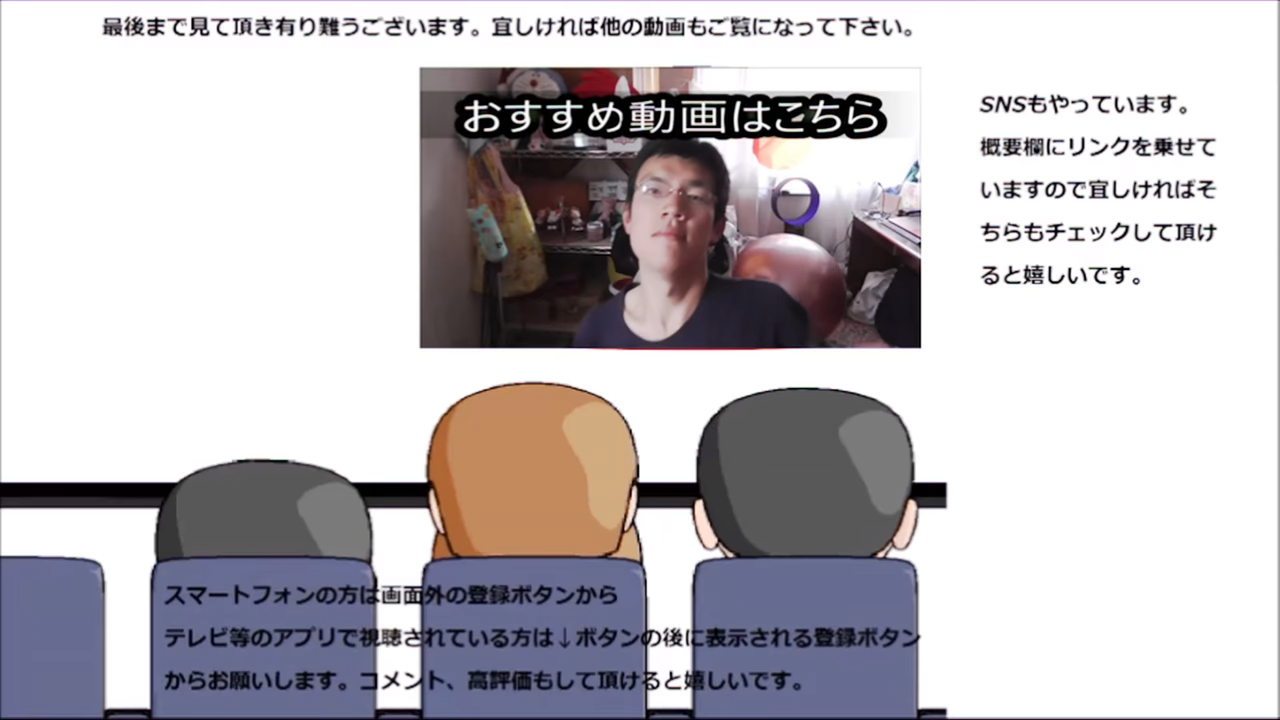 最後まで見て頂き有り難うございます。宜しければ他の動画もご覧になって下さい。
おすすめ動画はこちら
SNSもやっています。
概要欄にリンクを乗せて
いますので宜しければそ
ちらもチェックして頂け
ると嬉しいです。
スマートフォンの方は画面外の登録ボタンから
テレビ等のアプリで視聴されている方は↓ボタンの後に表示される登録ボタン
からお願いします。コメント、高評価もして頂けると嬉しいです。